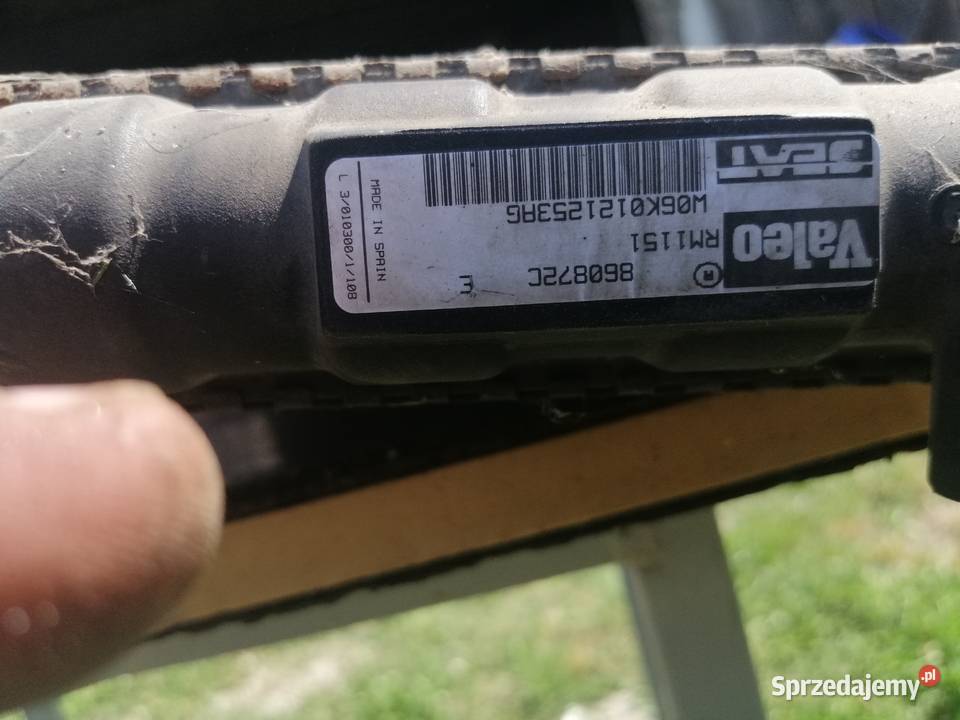 Valeo
SEAT
® 860872C E
RM1151
W06K0121253AG
MADE IN SPAIN
L 3/010300/1/108
Sprzedajemy.pl